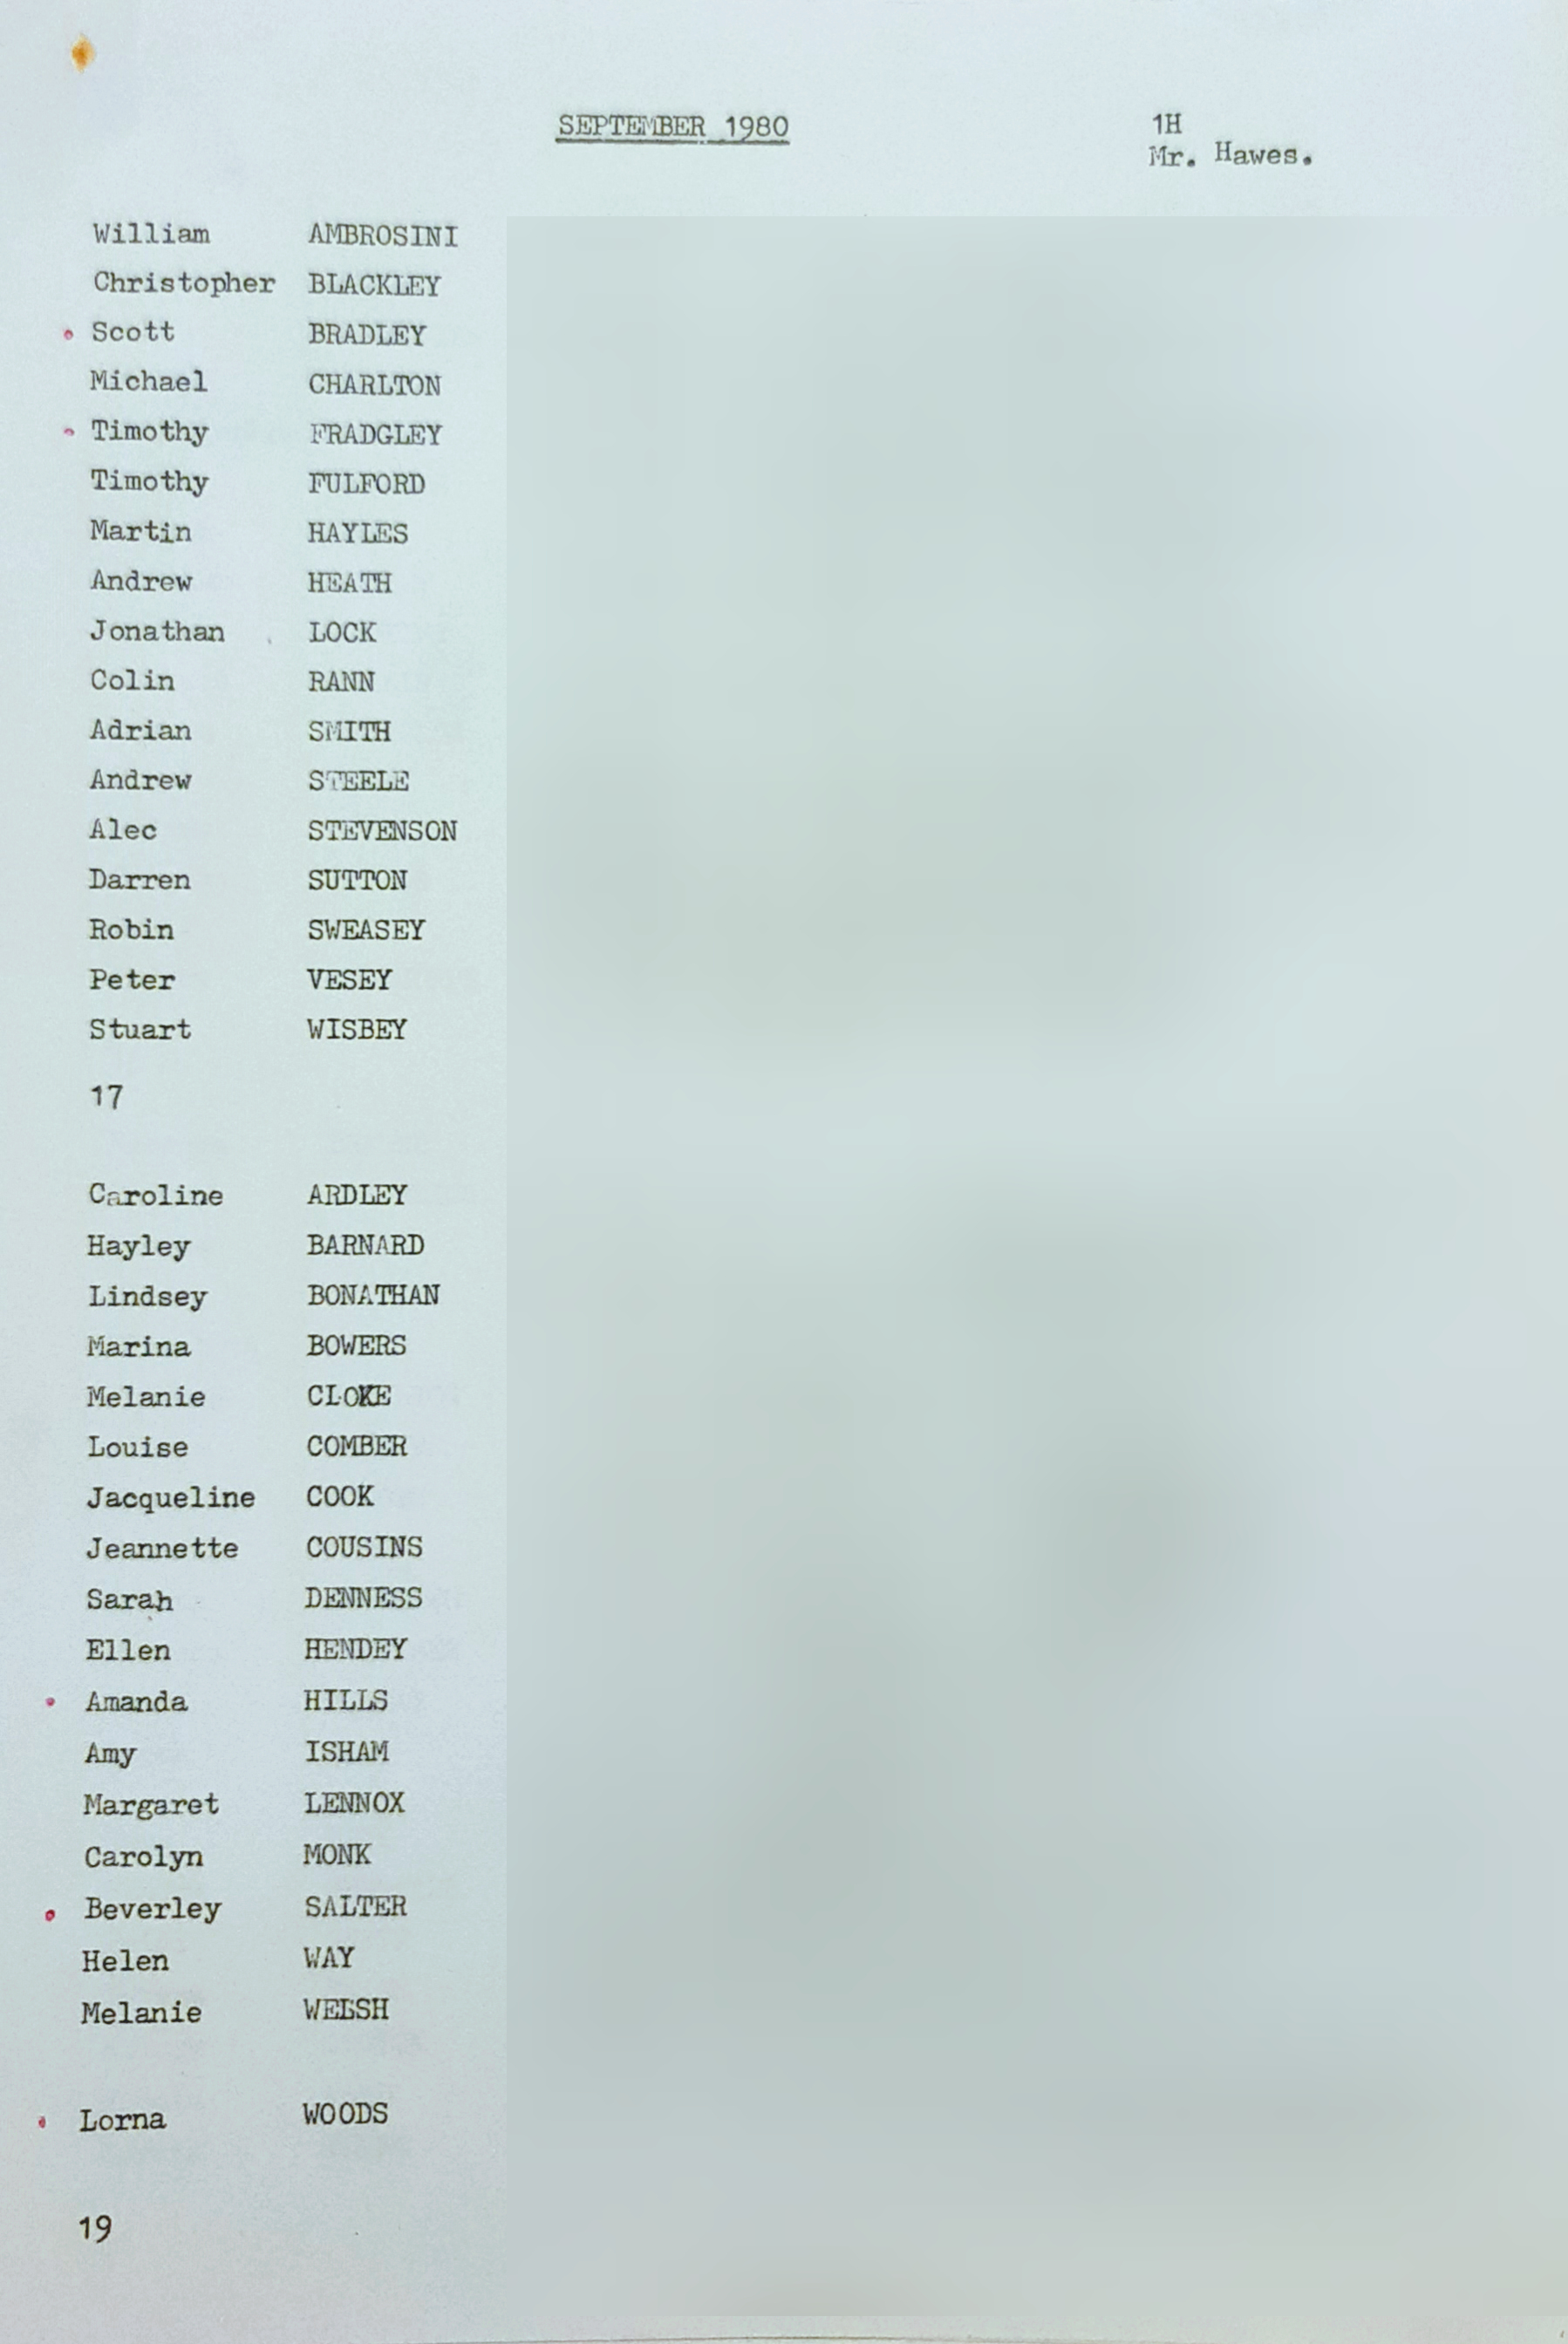 SEPTEMBER 1980
1H
Mr. Hawes.
William AMBROSINI
Christopher BLACKLEY
Scott BRADLEY
Michael CHARLTON
Timothy FRADGLEY
Timothy FULFORD
Martin HAYLES
Andrew HEATH
Jonathan LOCK
Colin RANN
Adrian SMITH
Andrew STEELE
Alec STEVENSON
Darren SUTTON
Robin SWEASEY
Peter VESEY
Stuart WISBEY
17
Caroline ARDLEY
Hayley BARNARD
Lindsey BONATHAN
Marina BOWERS
Melanie CLOKE
Louise COMBER
Jacqueline COOK
Jeannette COUSINS
Sarah DENNESS
Ellen HENDEY
Amanda HILLS
Amy ISHAM
Margaret LENNOX
Carolyn MONK
Beverley SALTER
Helen WAY
Melanie WELSH
Lorna WOODS
19